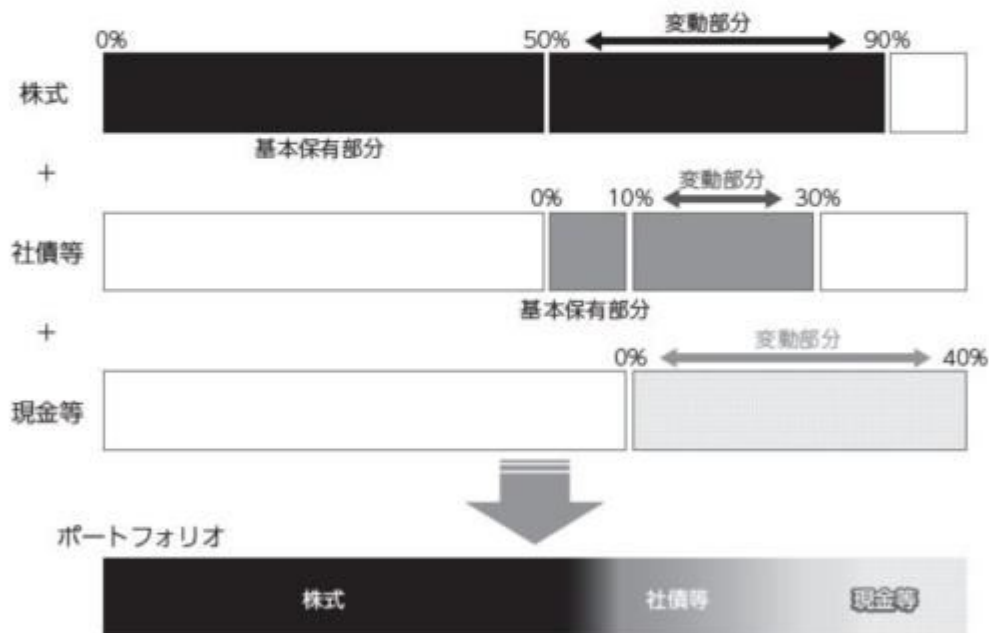 変動部分
0% 50% 90%
株式
基本保有部分
+
変動部分
0% 10% 30%
社債等
基本保有部分
+
変動部分
0% 40%
現金等
ポートフォリオ
株式 社債等 現金等